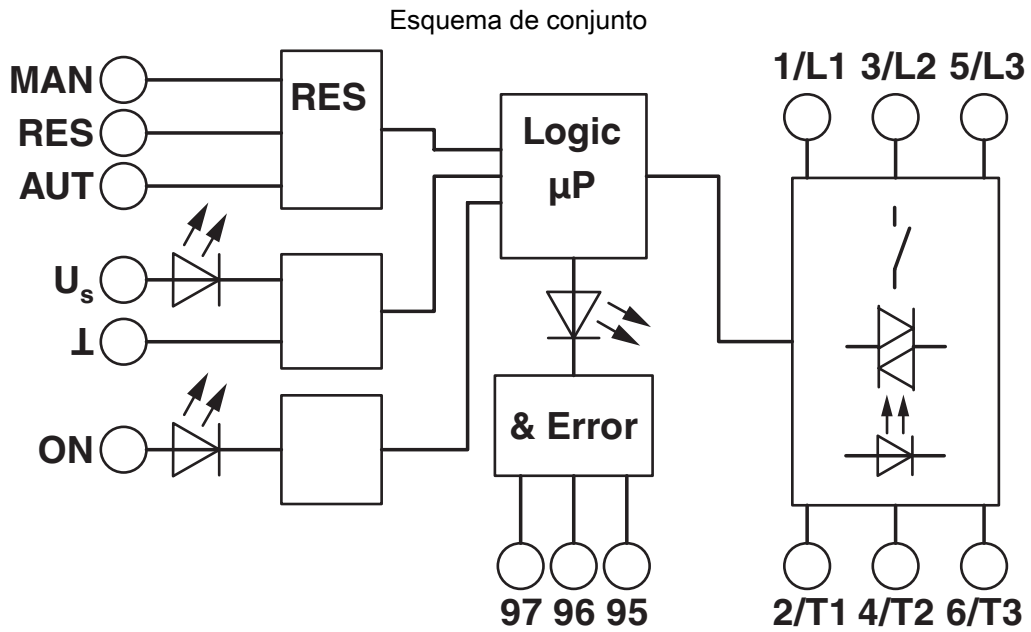 Esquema de conjunto
MAN
RES
AUT
RES
U_s
⊥
ON
Logic
µP
& Error
97 96 95
1/L1 3/L2 5/L3
2/T1 4/T2 6/T3